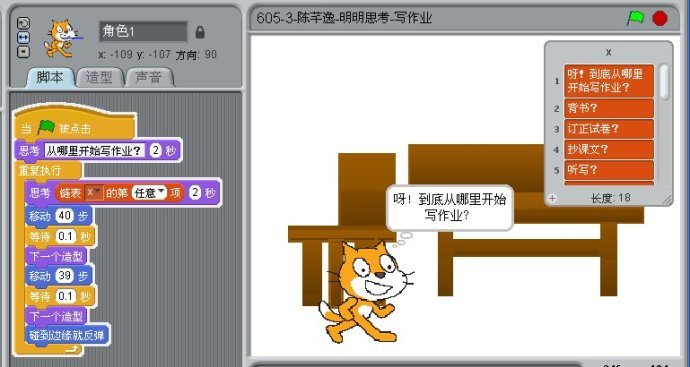 角色1
x: -109 y: -107 方向: 90
脚本 造型 声音
当 被点击
思考 从哪里开始写作业？ 2 秒
重复执行
思考 链表 x 的第 任意 项 2 秒
移动 40 步
等待 0.1 秒
下一个造型
移动 39 步
等待 0.1 秒
下一个造型
碰到边缘就反弹
605-3-陈芊逸-明明思考-写作业
x
1 呀！到底从哪里
开始写作业？
2 背书？
3 订正试卷？
4 抄课文？
5 听写？
+ 长度: 18
呀！到底从哪里开始
写作业？